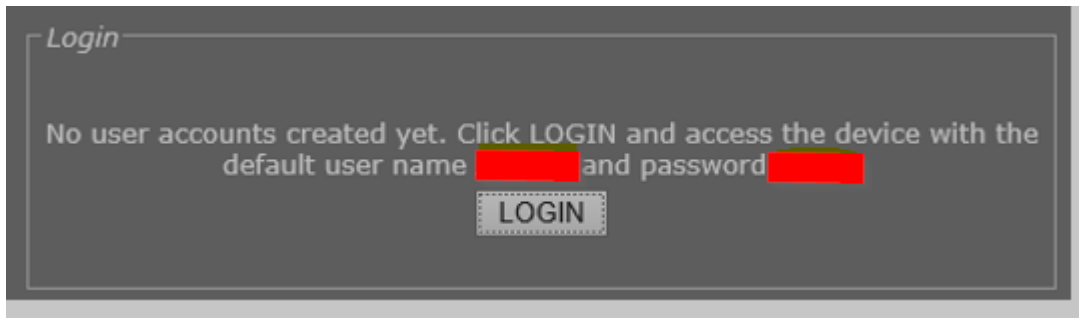 Login
No user accounts created yet. Click LOGIN and access the device with the
default user name and password
LOGIN